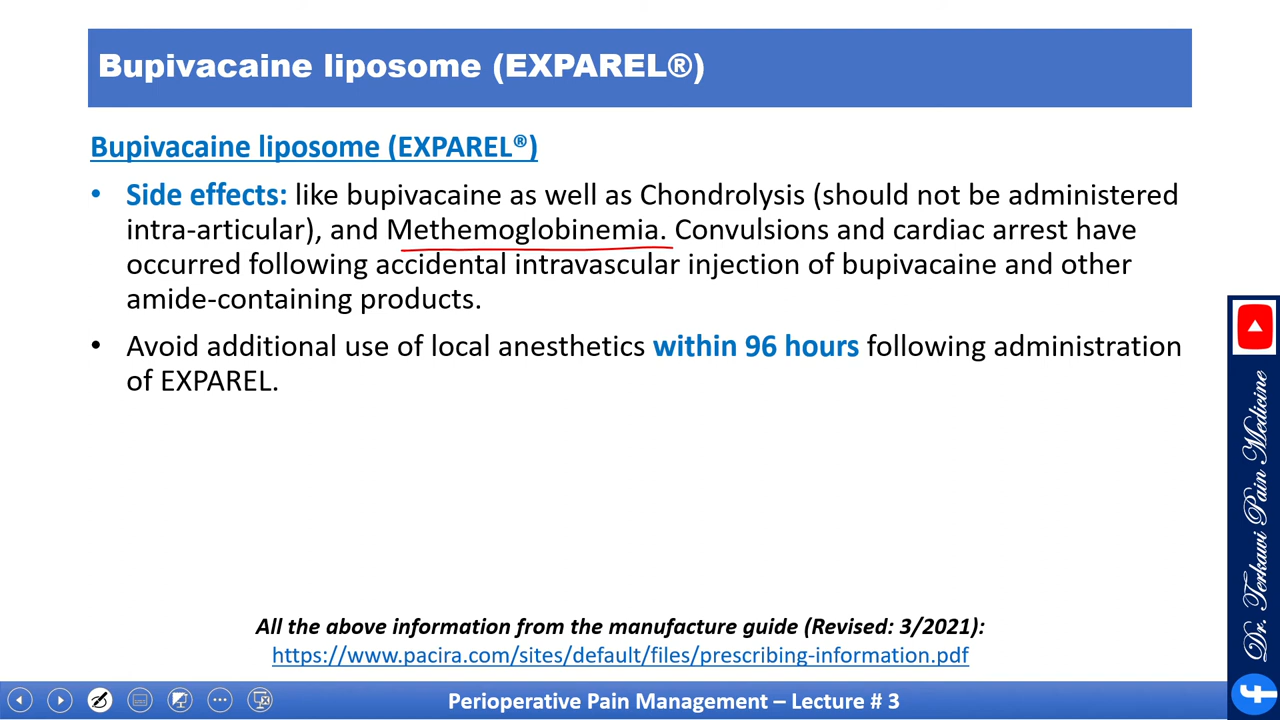 Bupivacaine liposome (EXPAREL®)
Bupivacaine liposome (EXPAREL®)
• Side effects: like bupivacaine as well as Chondrolysis (should not be administered
intra-articular), and Methemoglobinemia. Convulsions and cardiac arrest have
occurred following accidental intravascular injection of bupivacaine and other
amide-containing products.
• Avoid additional use of local anesthetics within 96 hours following administration
of EXPAREL.
All the above information from the manufacture guide (Revised: 3/2021):
https://www.pacira.com/sites/default/files/prescribing-information.pdf
Perioperative Pain Management – Lecture # 3
Dr. Terkawi Pain Medicine